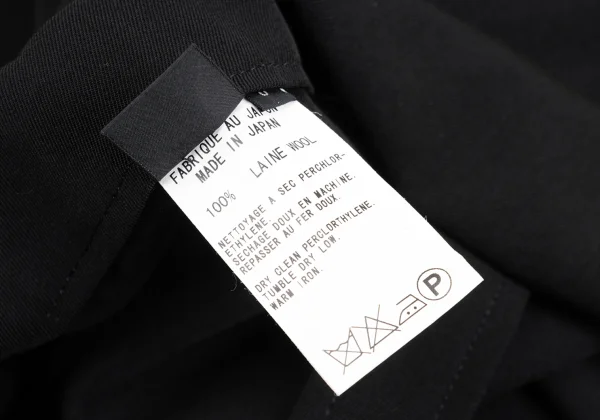 FABRIQUE AU JAPON
MADE IN JAPAN
100% LAINE WOOL
NETTOYAGE A SEC PERCHLOR-
ETHYLENE.
SECHAGE DOUX EN MACHINE.
REPASSER AU FER DOUX.
DRY CLEAN PERCLORTHYLENE.
TUMBLE DRY LOW.
WARM IRON.
P